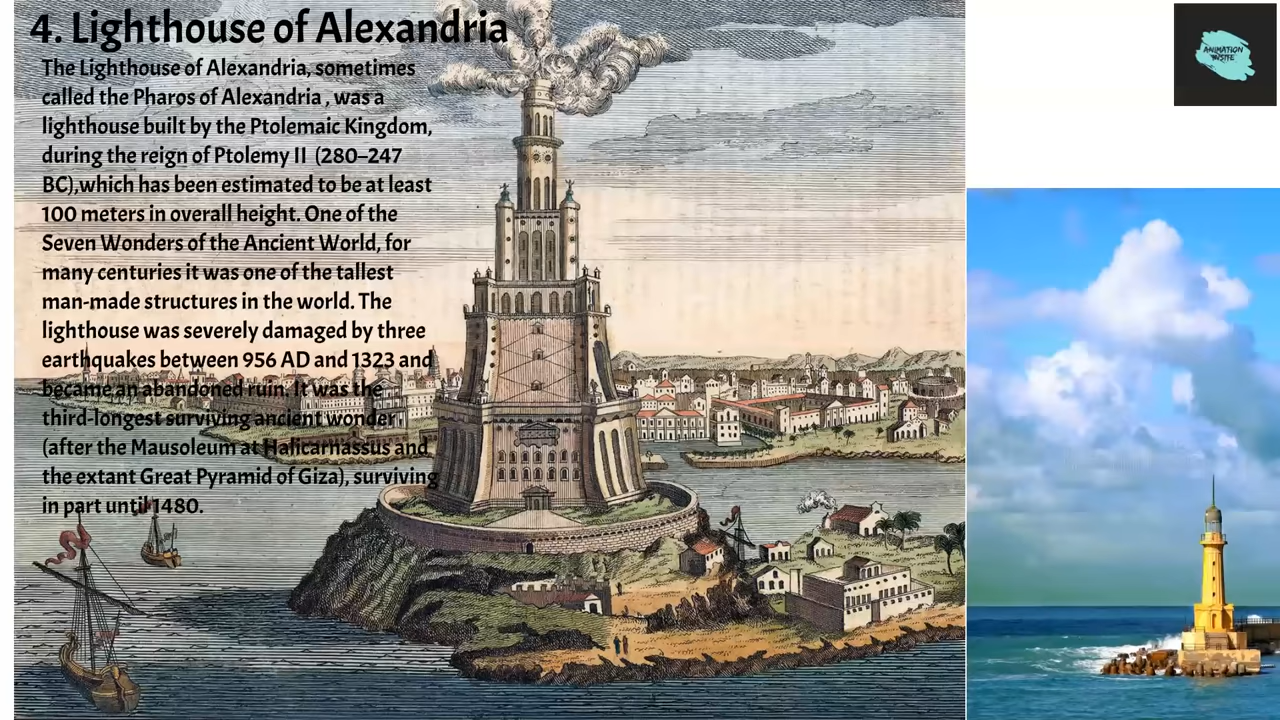 4. Lighthouse of Alexandria
The Lighthouse of Alexandria, sometimes
called the Pharos of Alexandria , was a
lighthouse built by the Ptolemaic Kingdom,
during the reign of Ptolemy II (280–247
BC),which has been estimated to be at least
100 meters in overall height. One of the
Seven Wonders of the Ancient World, for
many centuries it was one of the tallest
man-made structures in the world. The
lighthouse was severely damaged by three
earthquakes between 956 AD and 1323 and
became an abandoned ruin. It was the
third-longest surviving ancient wonder
(after the Mausoleum at Halicarnassus and
the extant Great Pyramid of Giza), surviving
in part until 1480.
ANIMATION
INSITE